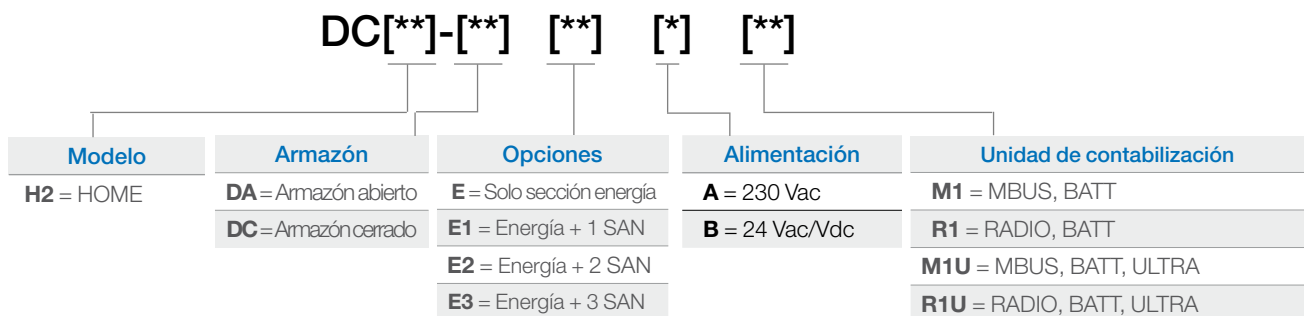 DC[**]-[**] [**] [*] [**]
Modelo
H2 = HOME
Armazón
DA = Armazón abierto
DC = Armazón cerrado
Opciones
E = Solo sección energía
E1 = Energía + 1 SAN
E2 = Energía + 2 SAN
E3 = Energía + 3 SAN
Alimentación
A = 230 Vac
B = 24 Vac/Vdc
Unidad de contabilización
M1 = MBUS, BATT
R1 = RADIO, BATT
M1U = MBUS, BATT, ULTRA
R1U = RADIO, BATT, ULTRA